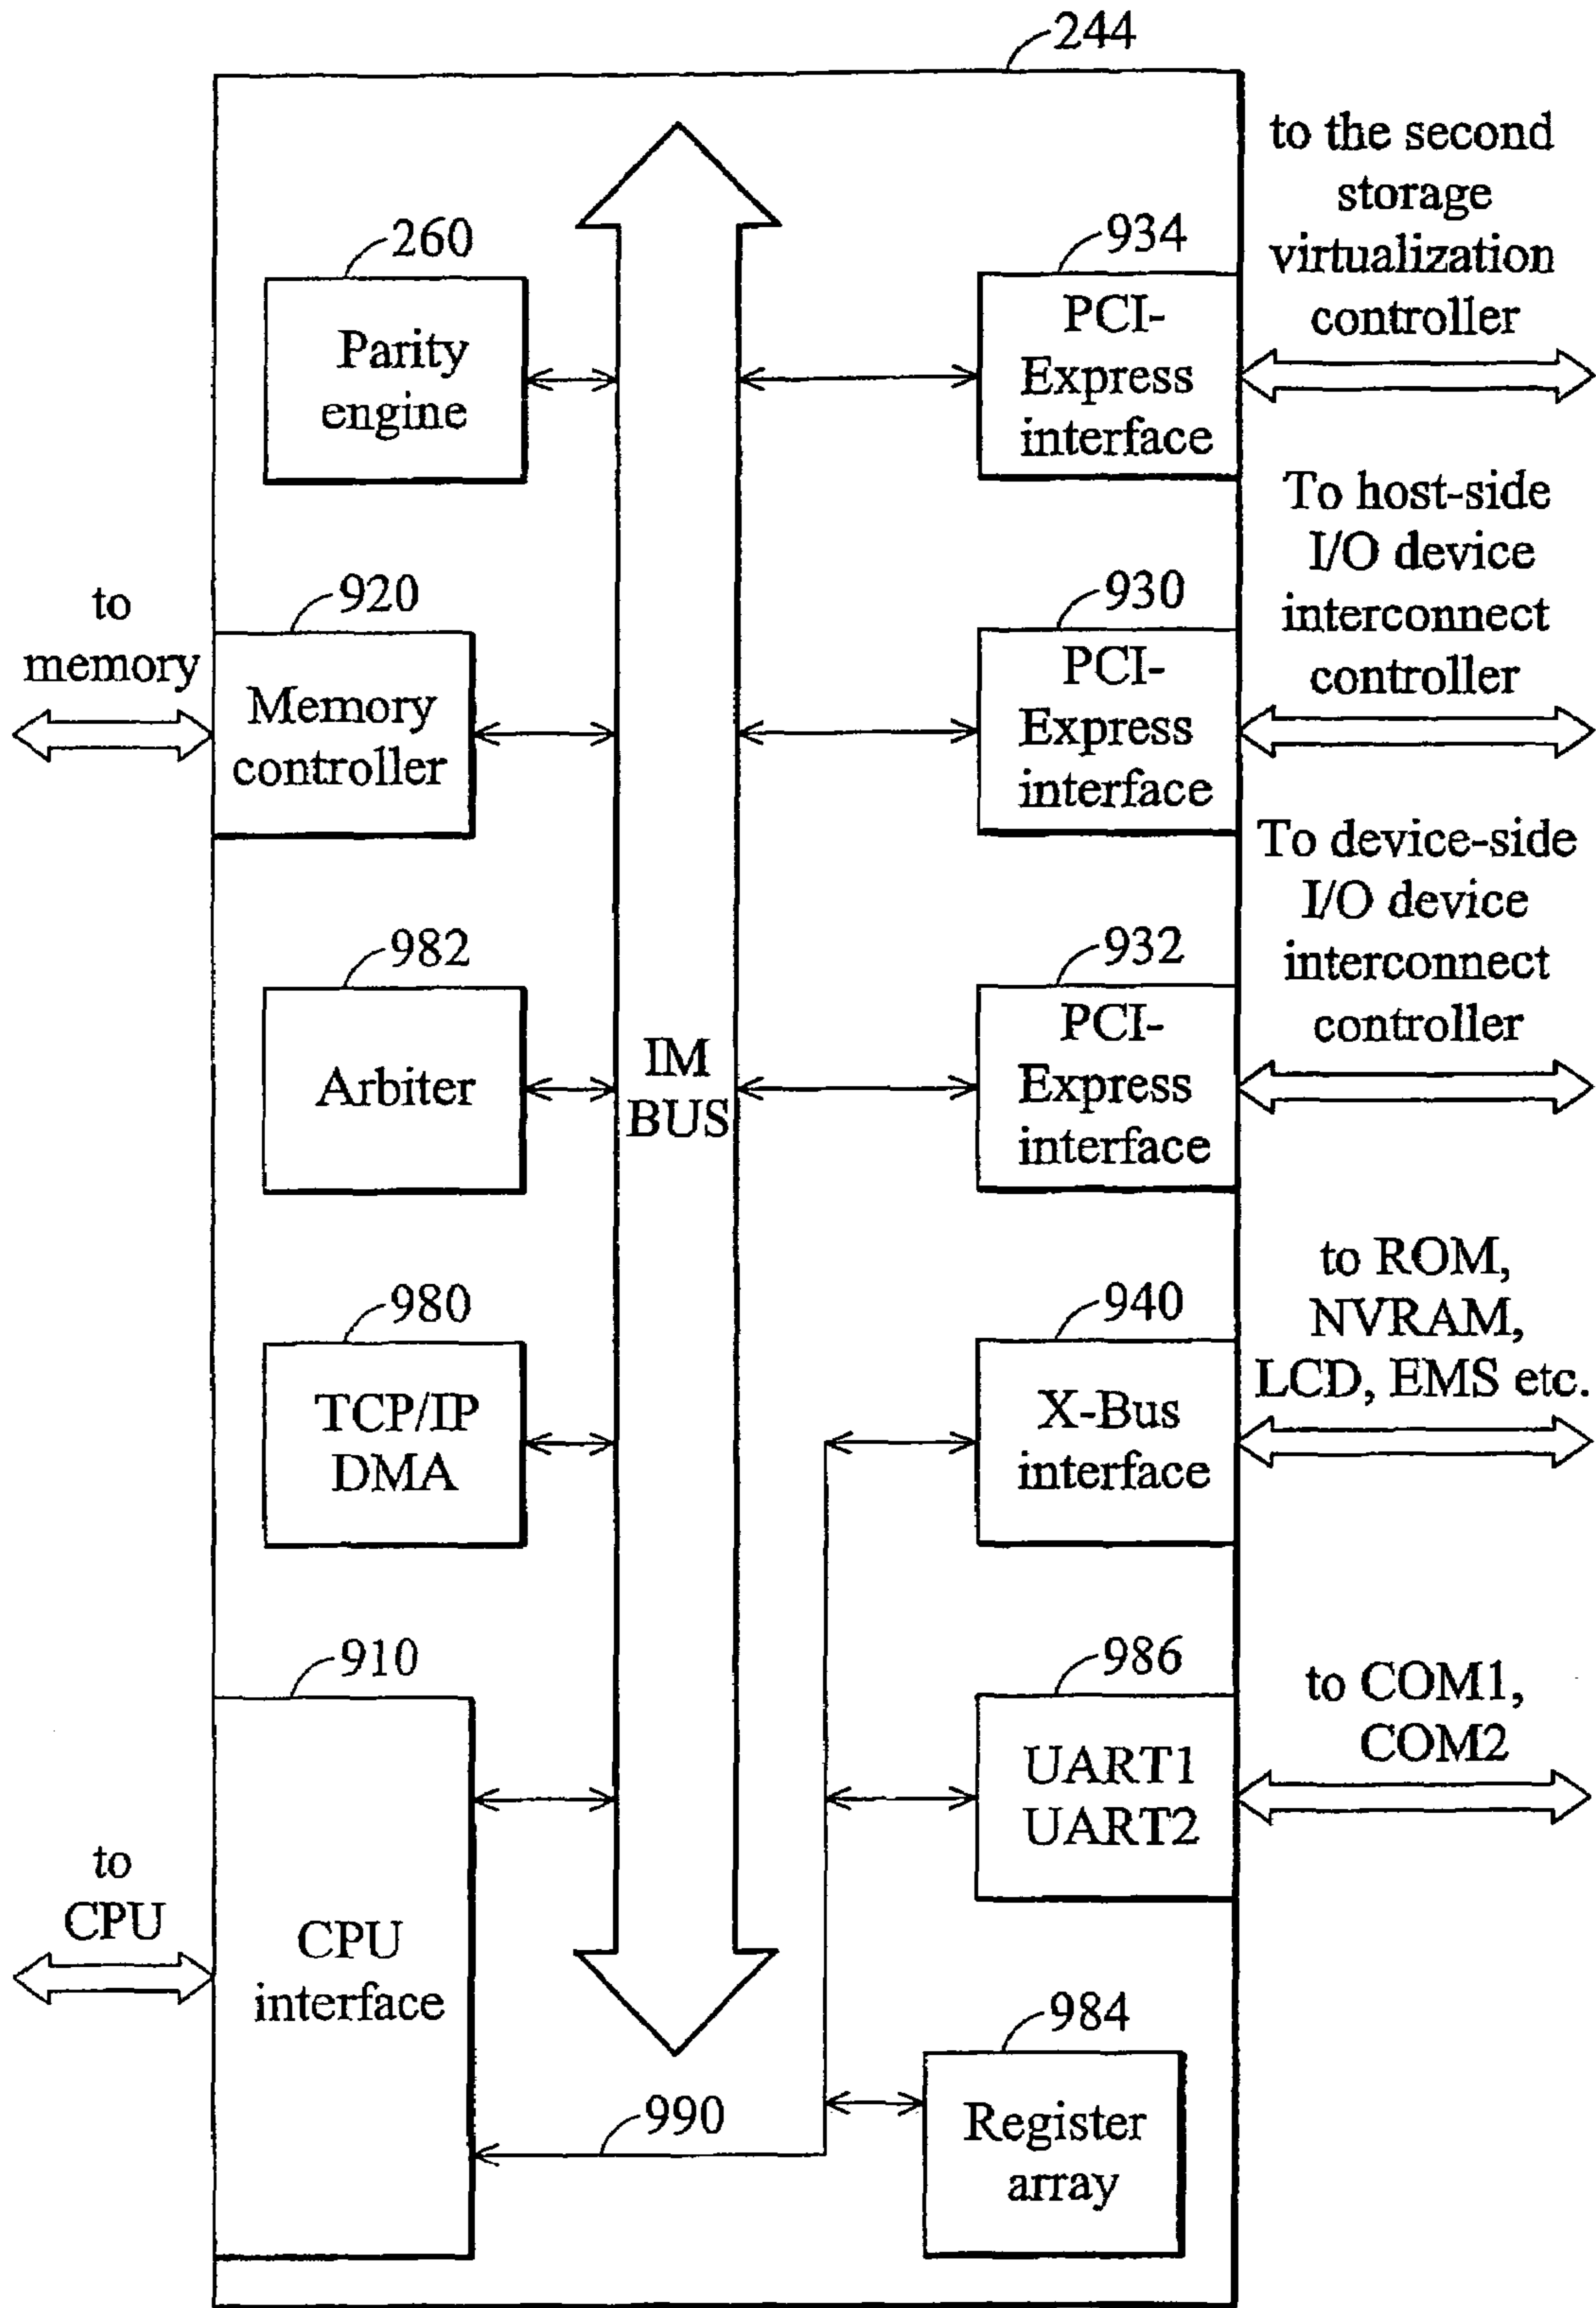 244
to the second
storage
virtualization
controller
260
Parity
engine
934
PCI-
Express
interface
To host-side
I/O device
interconnect
controller
to
memory
920
Memory
controller
930
PCI-
Express
interface
To device-side
I/O device
interconnect
controller
982
Arbiter
IM
BUS
932
PCI-
Express
interface
to ROM,
NVRAM,
LCD, EMS etc.
980
TCP/IP
DMA
940
X-Bus
interface
910
986
UART1
UART2
to COM1,
COM2
to
CPU
CPU
interface
990
984
Register
array